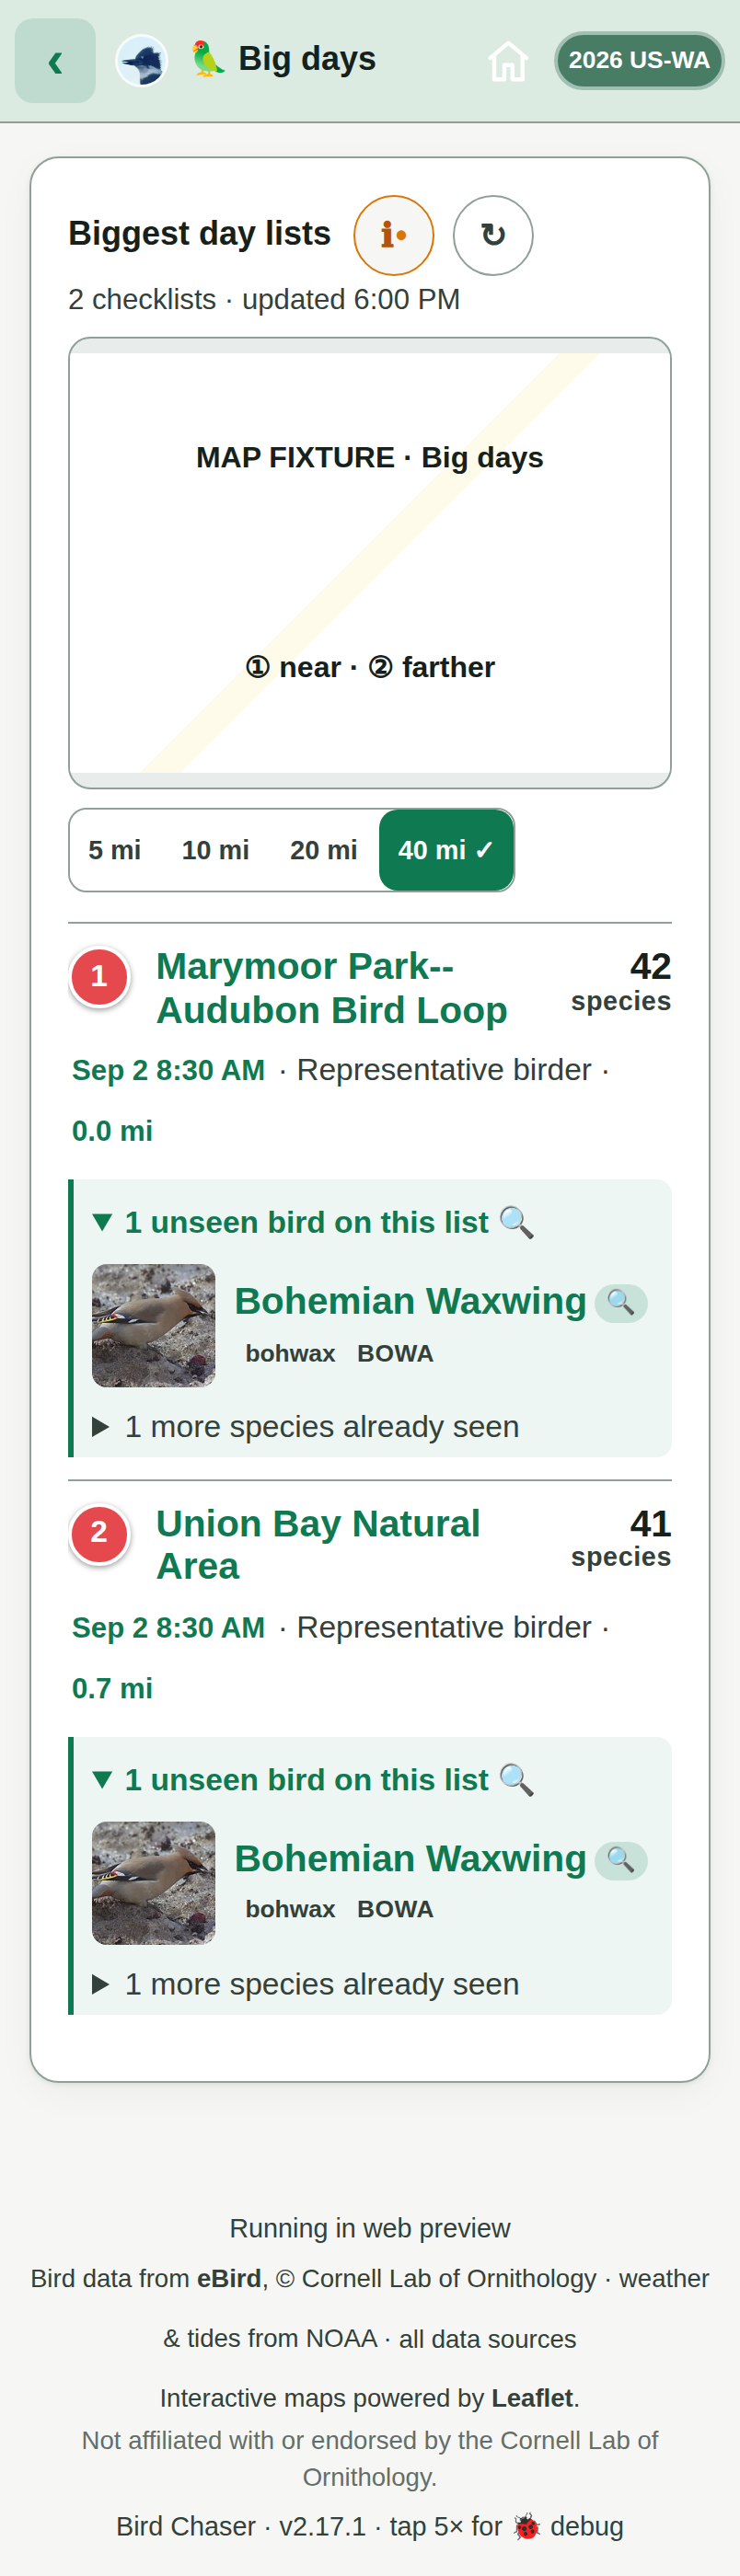 ‹ 🦜 Big days 2026 US-WA
Biggest day lists ℹ• ↻
2 checklists · updated 6:00 PM
MAP FIXTURE · Big days
① near · ② farther
5 mi 10 mi 20 mi 40 mi ✓
1 Marymoor Park-- 42
Audubon Bird Loop species
Sep 2 8:30 AM · Representative birder ·
0.0 mi
▼ 1 unseen bird on this list 🔍
Bohemian Waxwing 🔍
bohwax BOWA
▶ 1 more species already seen
2 Union Bay Natural 41
Area species
Sep 2 8:30 AM · Representative birder ·
0.7 mi
▼ 1 unseen bird on this list 🔍
Bohemian Waxwing 🔍
bohwax BOWA
▶ 1 more species already seen
Running in web preview
Bird data from eBird, © Cornell Lab of Ornithology · weather
& tides from NOAA · all data sources
Interactive maps powered by Leaflet.
Not affiliated with or endorsed by the Cornell Lab of
Ornithology.
Bird Chaser · v2.17.1 · tap 5× for 🐞 debug